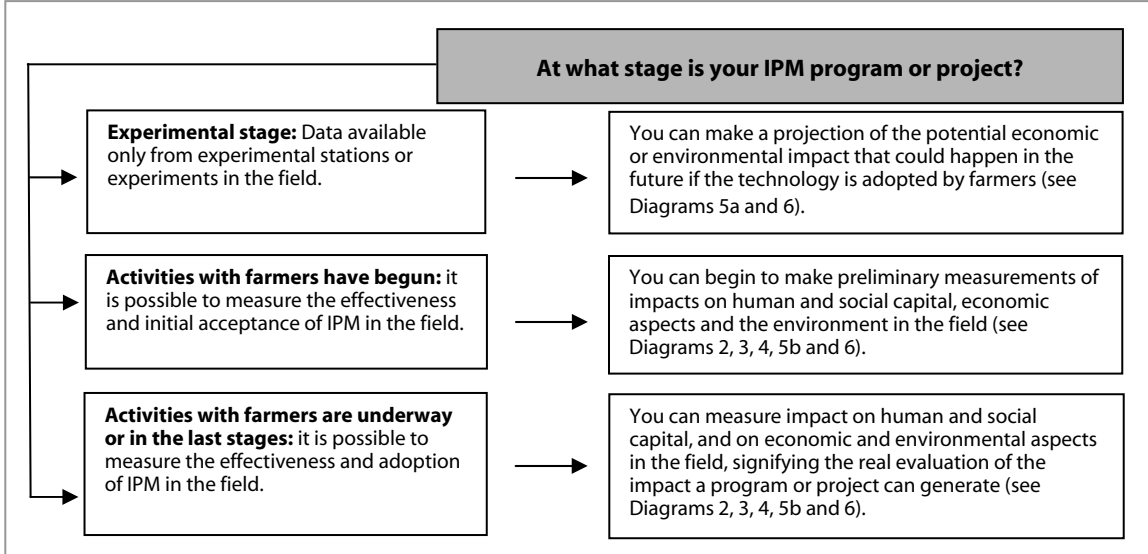 At what stage is your IPM program or project?
Experimental stage: Data available
only from experimental stations or
experiments in the field.
You can make a projection of the potential economic
or environmental impact that could happen in the
future if the technology is adopted by farmers (see
Diagrams 5a and 6).
Activities with farmers have begun: it
is possible to measure the effectiveness
and initial acceptance of IPM in the field.
You can begin to make preliminary measurements of
impacts on human and social capital, economic
aspects and the environment in the field (see
Diagrams 2, 3, 4, 5b and 6).
Activities with farmers are underway
or in the last stages: it is possible to
measure the effectiveness and adoption
of IPM in the field.
You can measure impact on human and social
capital, and on economic and environmental aspects
in the field, signifying the real evaluation of the
impact a program or project can generate (see
Diagrams 2, 3, 4, 5b and 6).